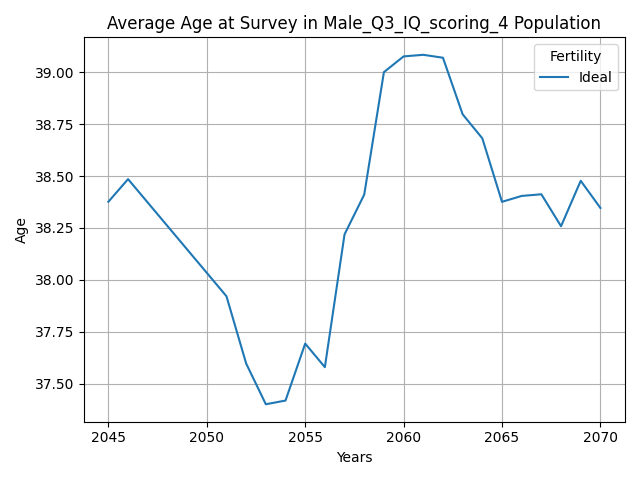 Average Age at Survey in Male_Q3_IQ_scoring_4 Population
Fertility
Ideal
39.00
38.75
38.50
38.25
38.00
37.75
37.50
Age
2045 2050 2055 2060 2065 2070
Years